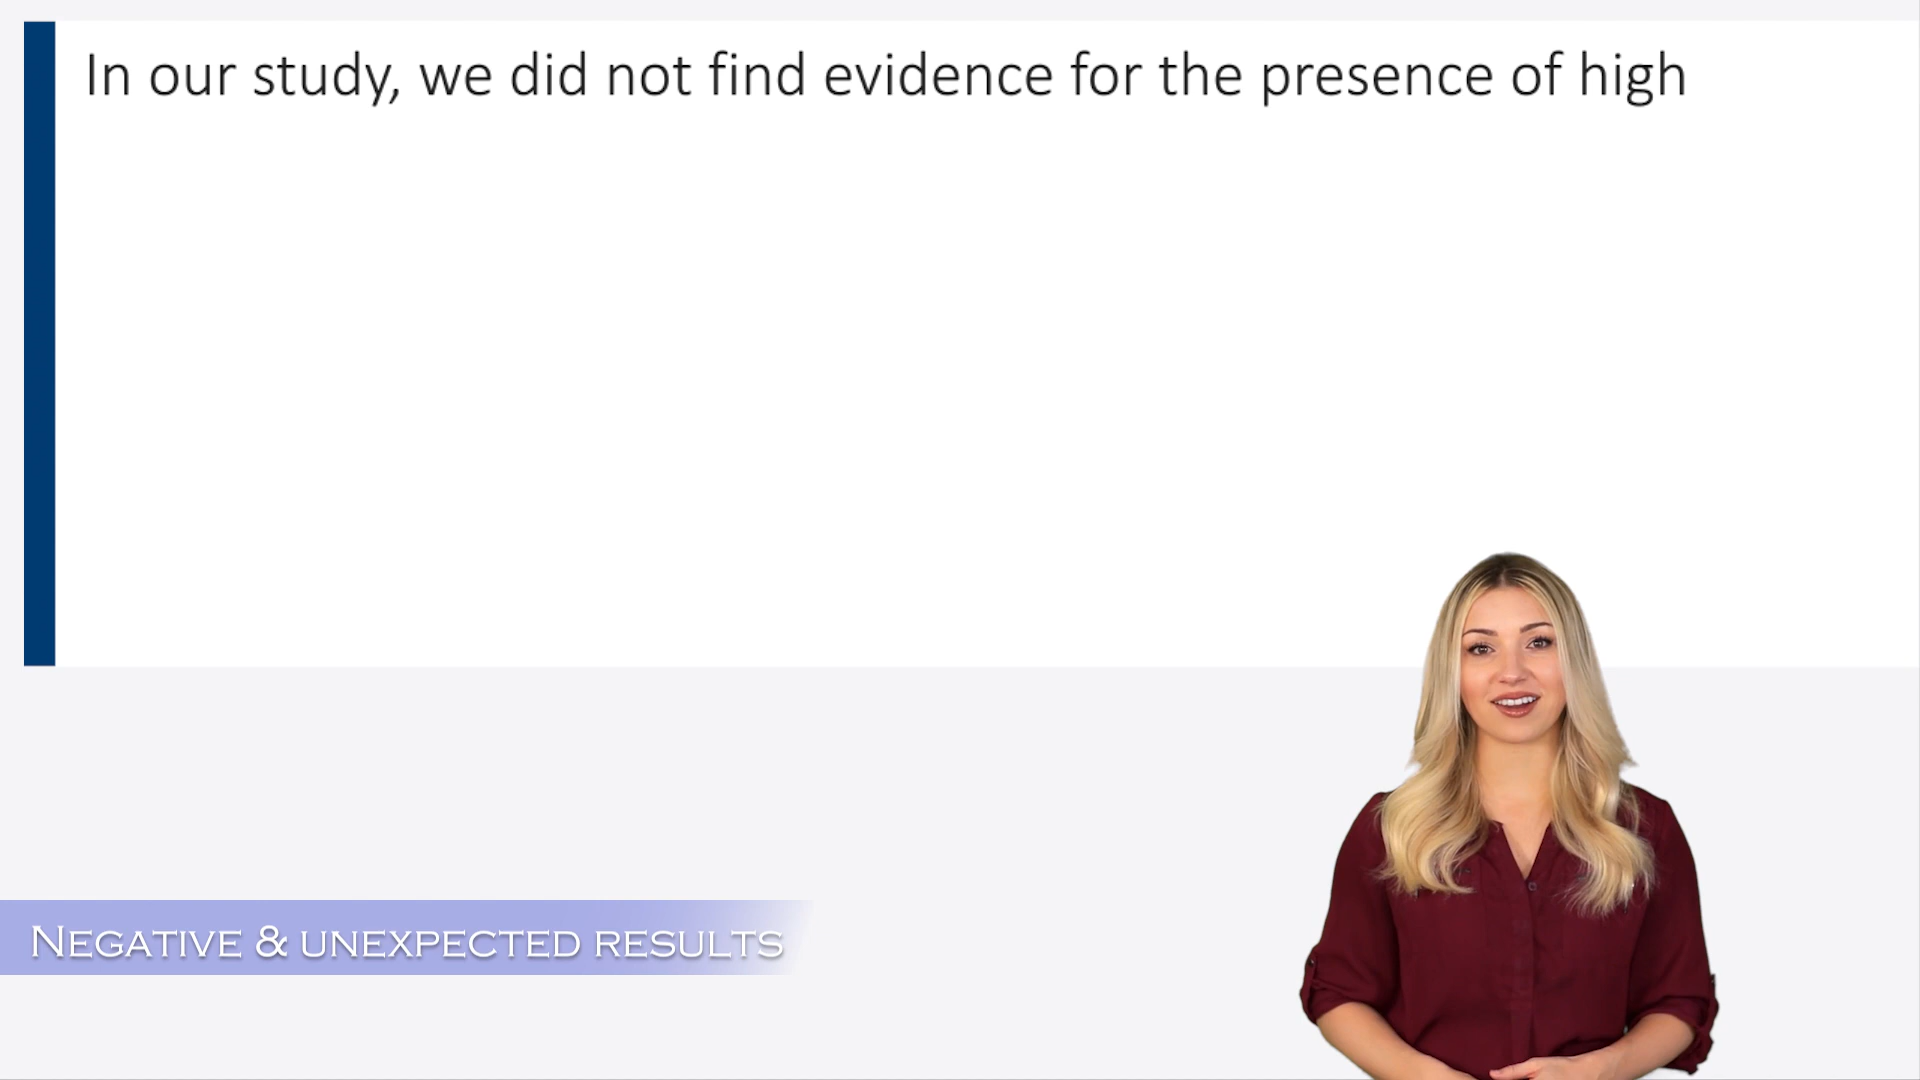 In our study, we did not find evidence for the presence of high
NEGATIVE & UNEXPECTED RESULTS